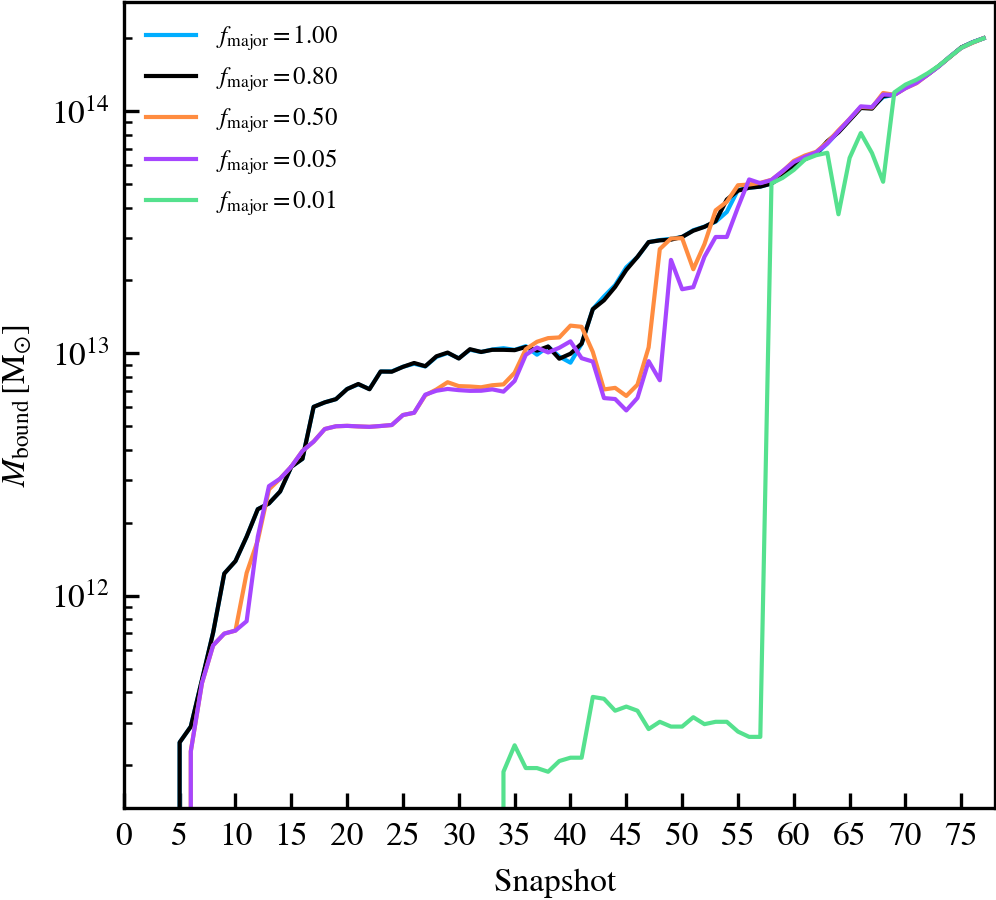 f_major = 1.00
f_major = 0.80
f_major = 0.50
f_major = 0.05
f_major = 0.01
10^14
10^13
10^12
M_bound [M_☉]
0 5 10 15 20 25 30 35 40 45 50 55 60 65 70 75
Snapshot